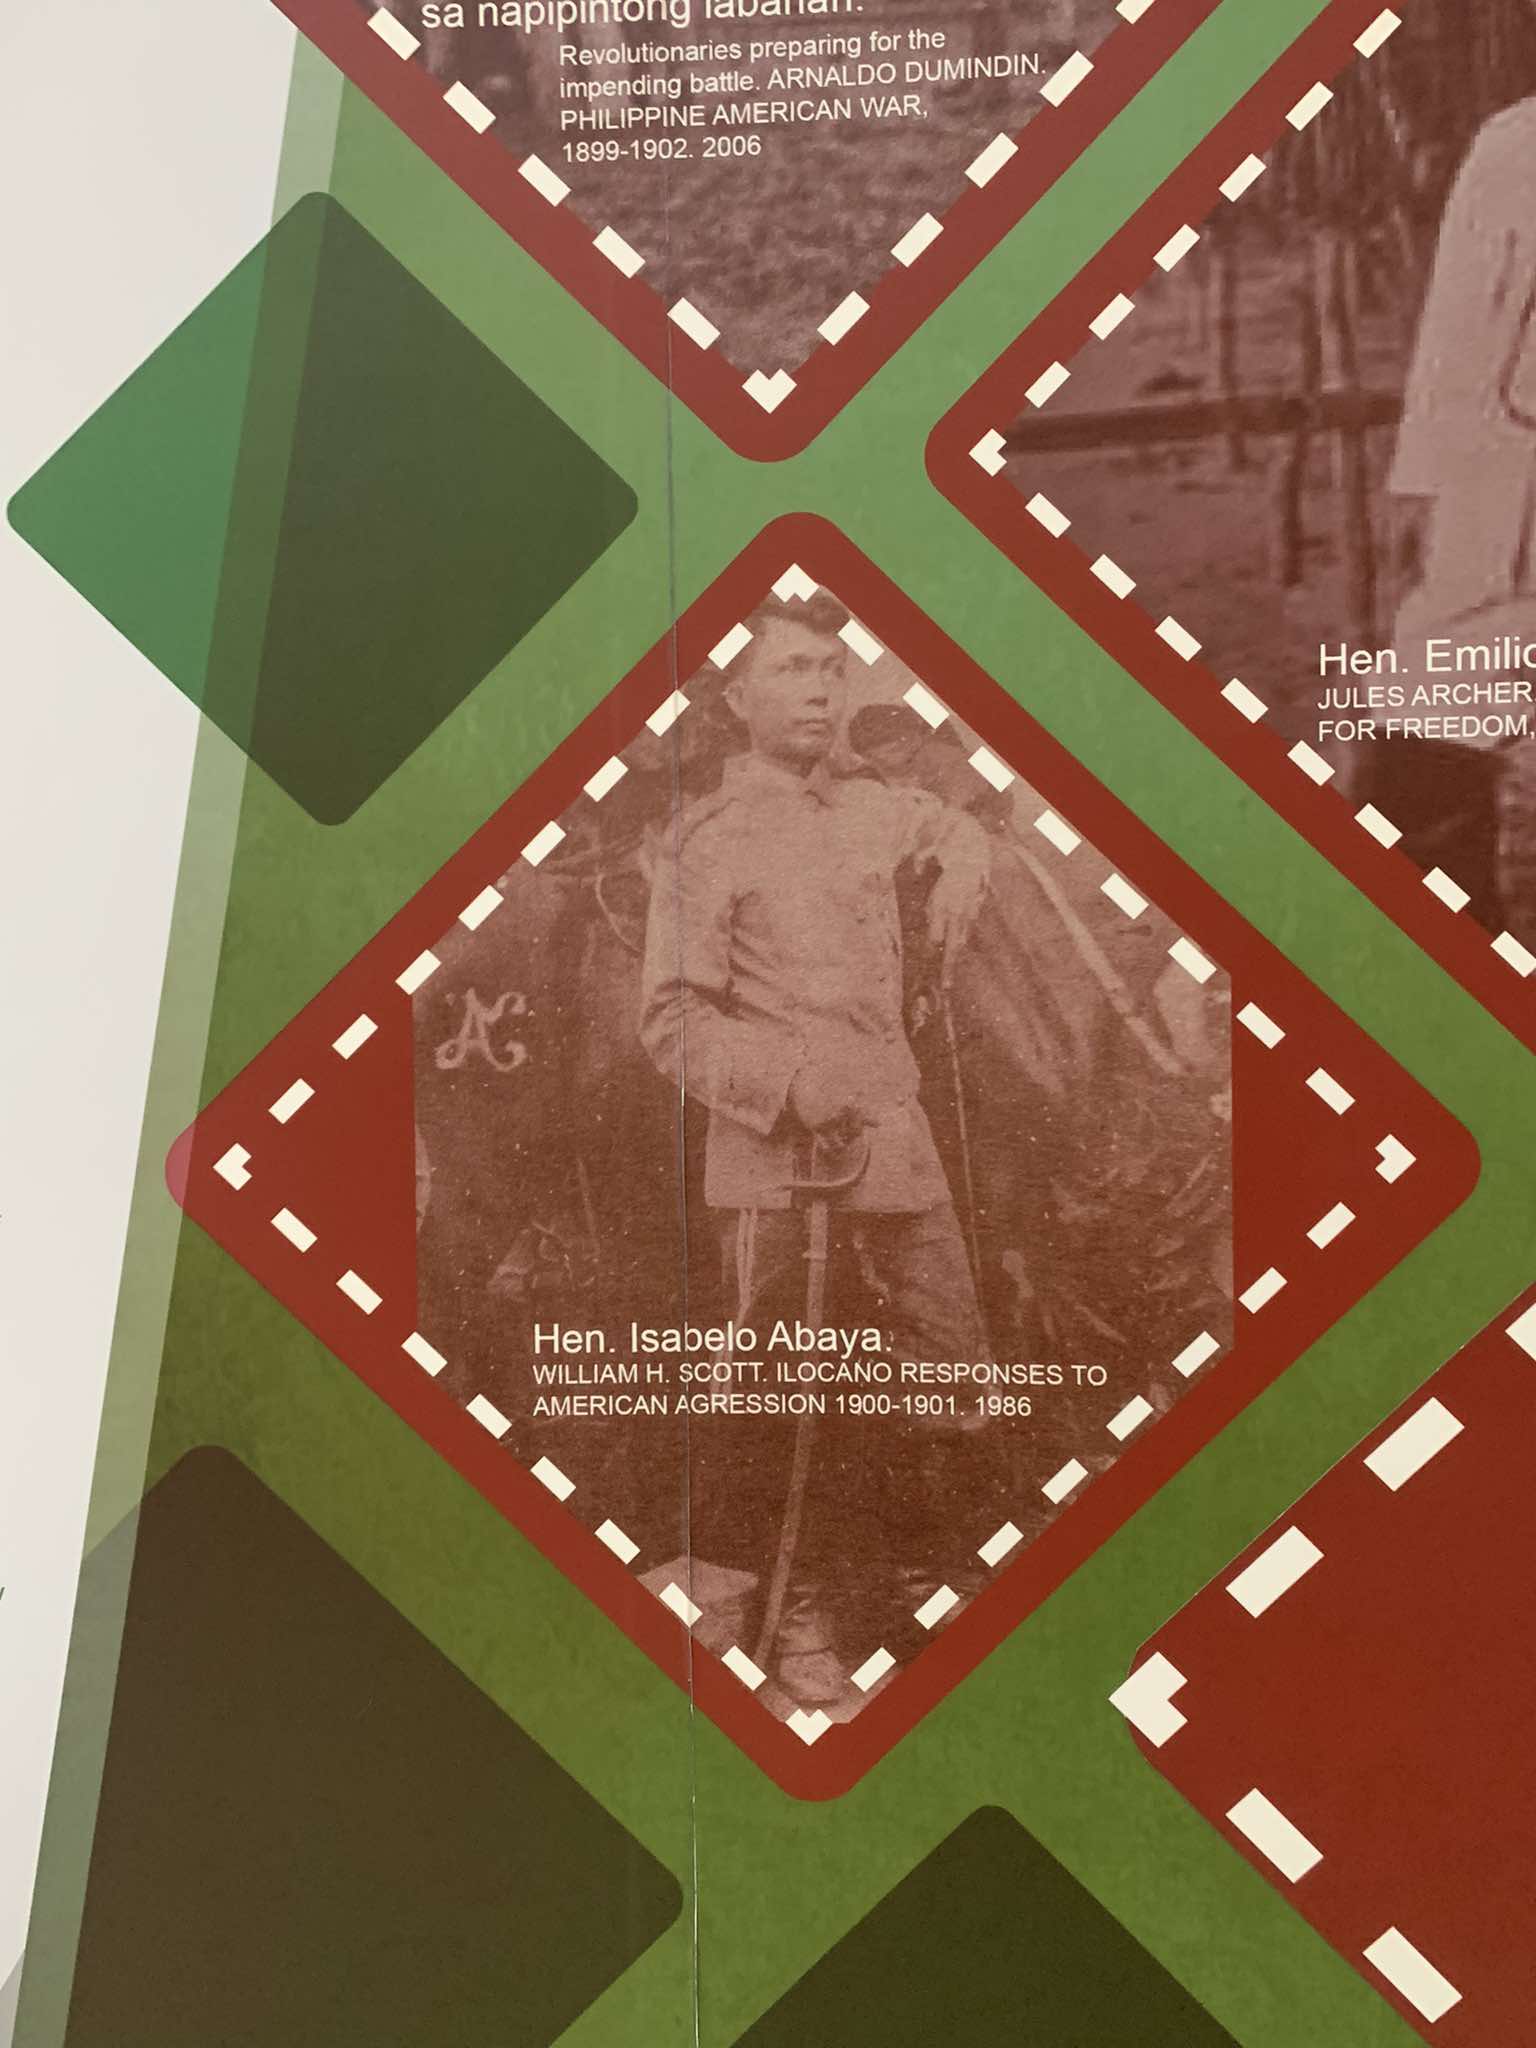 sa napipintong labanan.
Revolutionaries preparing for the
impending battle. ARNALDO DUMINDIN.
PHILIPPINE AMERICAN WAR,
1899-1902. 2006
Hen. Emilio
JULES ARCHER.
FOR FREEDOM,
Hen. Isabelo Abaya.
WILLIAM H. SCOTT. ILOCANO RESPONSES TO
AMERICAN AGRESSION 1900-1901. 1986